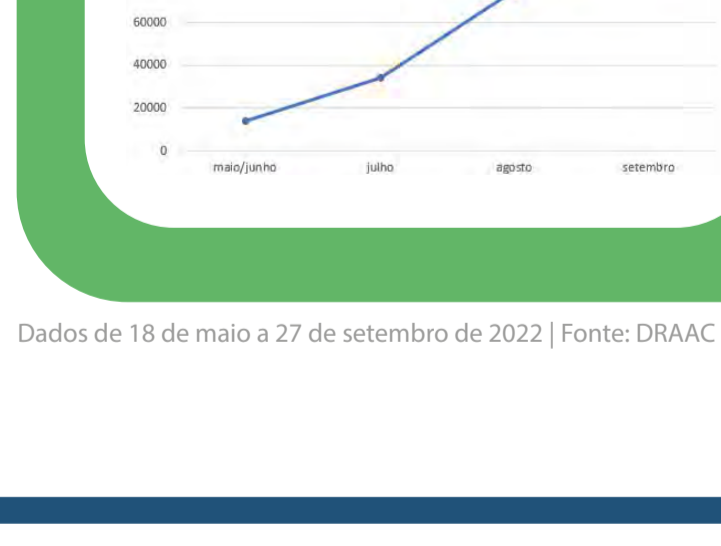 60000
40000
20000
0
maio/junho julho agosto setembro
Dados de 18 de maio a 27 de setembro de 2022 | Fonte: DRAAC